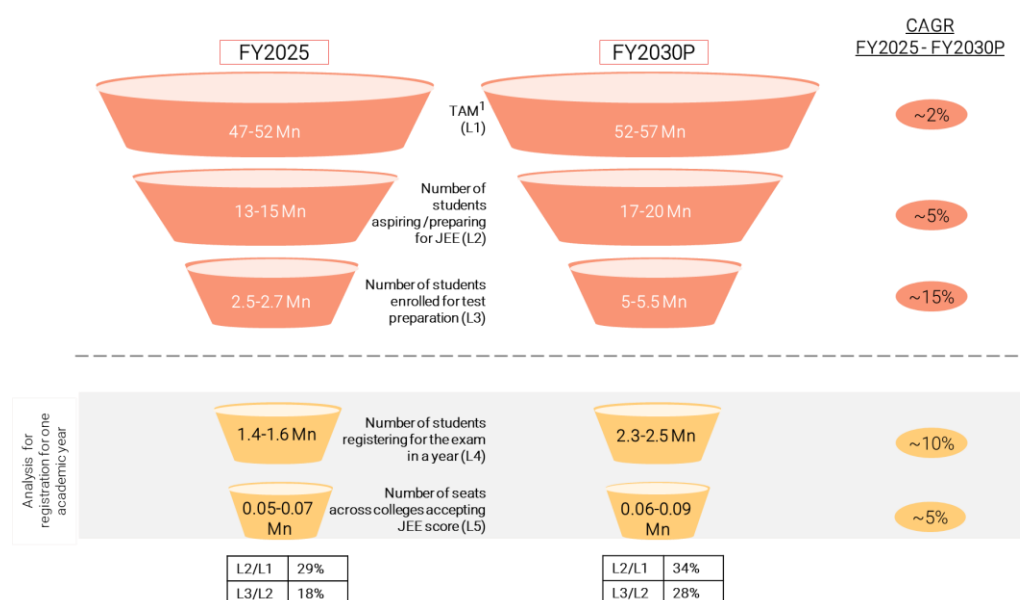 CAGR
FY2025 - FY2030P
FY2025
FY2030P
47-52 Mn
TAM1
(L1)
52-57 Mn
~2%
13-15 Mn
Number of
students
aspiring/preparing
for JEE (L2)
17-20 Mn
~5%
2.5-2.7 Mn
Number of students
enrolled for test
preparation (L3)
5-5.5 Mn
~15%
Analysis for
registration for one
academic year
1.4-1.6 Mn
Number of students
registering for the exam
in a year (L4)
2.3-2.5 Mn
~10%
0.05-0.07
Mn
Number of seats
across colleges accepting
JEE score (L5)
0.06-0.09
Mn
~5%
L2/L1 29%
L3/L2 18%
L2/L1 34%
L3/L2 28%